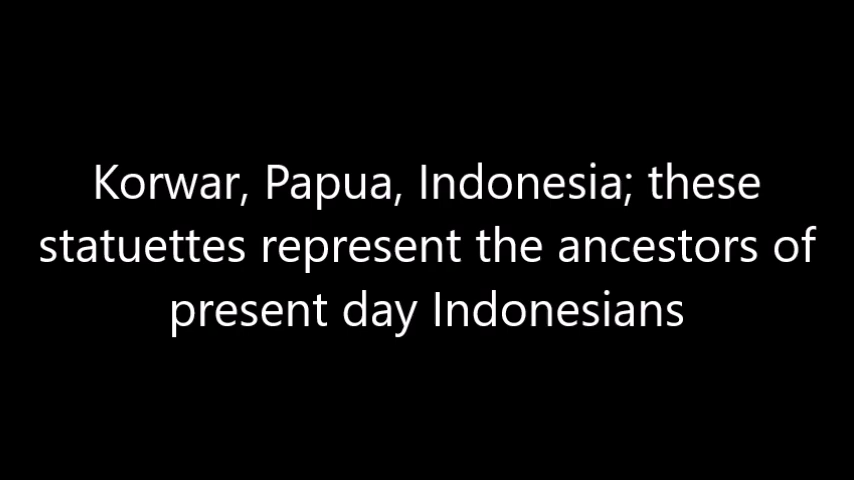 Korwar, Papua, Indonesia; these
statuettes represent the ancestors of
present day Indonesians